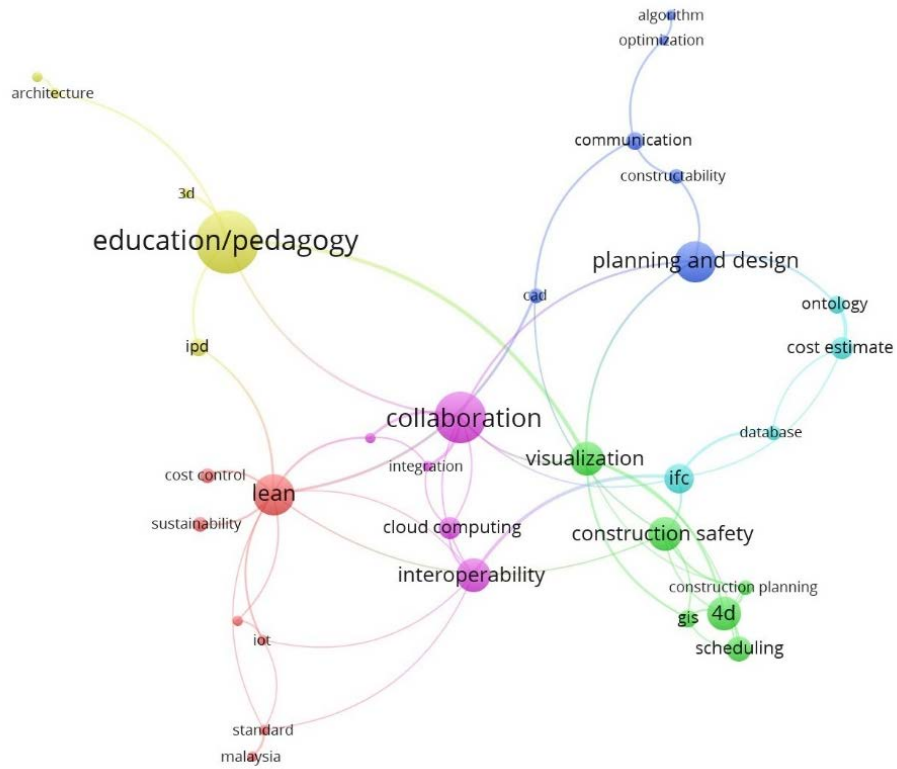 algorithm
optimization
architecture
communication
constructability
3d
education/pedagogy
planning and design
cad
ontology
ipd
cost estimate
collaboration
database
visualization
integration
cost control
ifc
lean
sustainability
cloud computing
construction safety
interoperability
construction planning
4d
gis
iot
scheduling
standard
malaysia